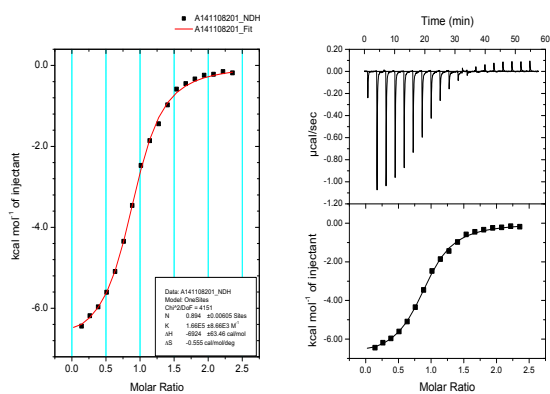 A141108201_NDH
A141108201_Fit
0.0
-2.0
-4.0
-6.0
kcal mol⁻¹ of injectant
Data: A141108201_NDH
Model: OneSites
Chi^2/DoF = 4151
N 0.894 ±0.00605 Sites
K 1.66E5 ±8.66E3 M⁻¹
ΔH -6924 ±63.46 cal/mol
ΔS -0.555 cal/mol/deg
0.0 0.5 1.0 1.5 2.0 2.5
Molar Ratio
Time (min)
0 10 20 30 40 50 60
0.20
0.00
-0.20
-0.40
-0.60
-0.80
-1.00
-1.20
µcal/sec
0.00
-2.00
-4.00
-6.00
kcal mol⁻¹ of injectant
0.0 0.5 1.0 1.5 2.0 2.5
Molar Ratio